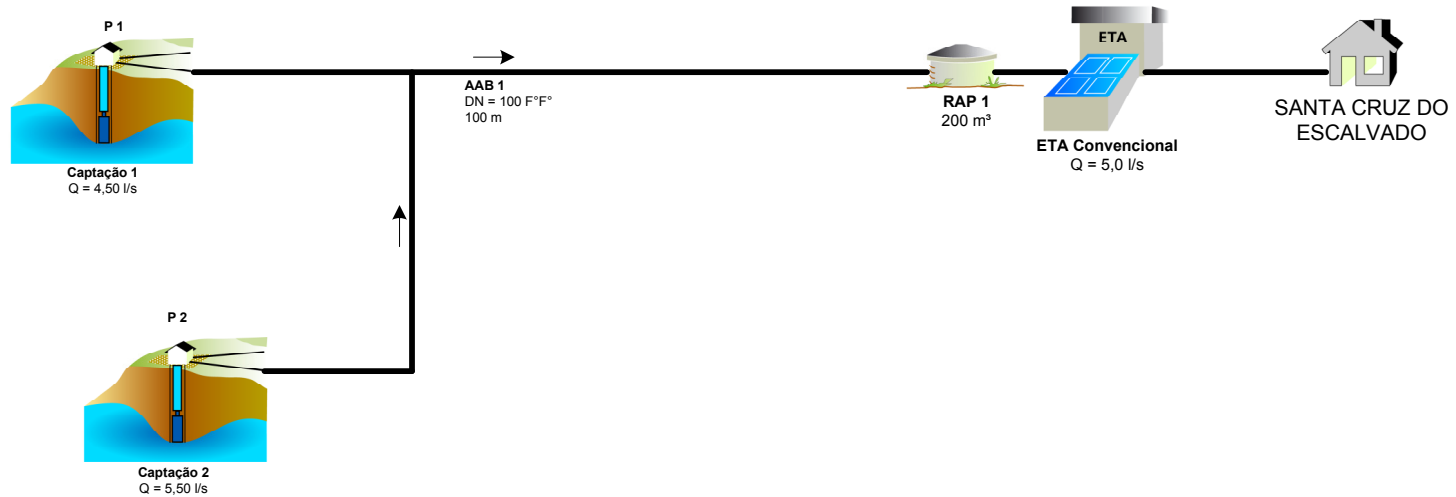 P 1
Captação 1
Q = 4,50 l/s
AAB 1
DN = 100 F°F°
100 m
RAP 1
200 m³
ETA
ETA Convencional
Q = 5,0 l/s
SANTA CRUZ DO
ESCALVADO
P 2
Captação 2
Q = 5,50 l/s